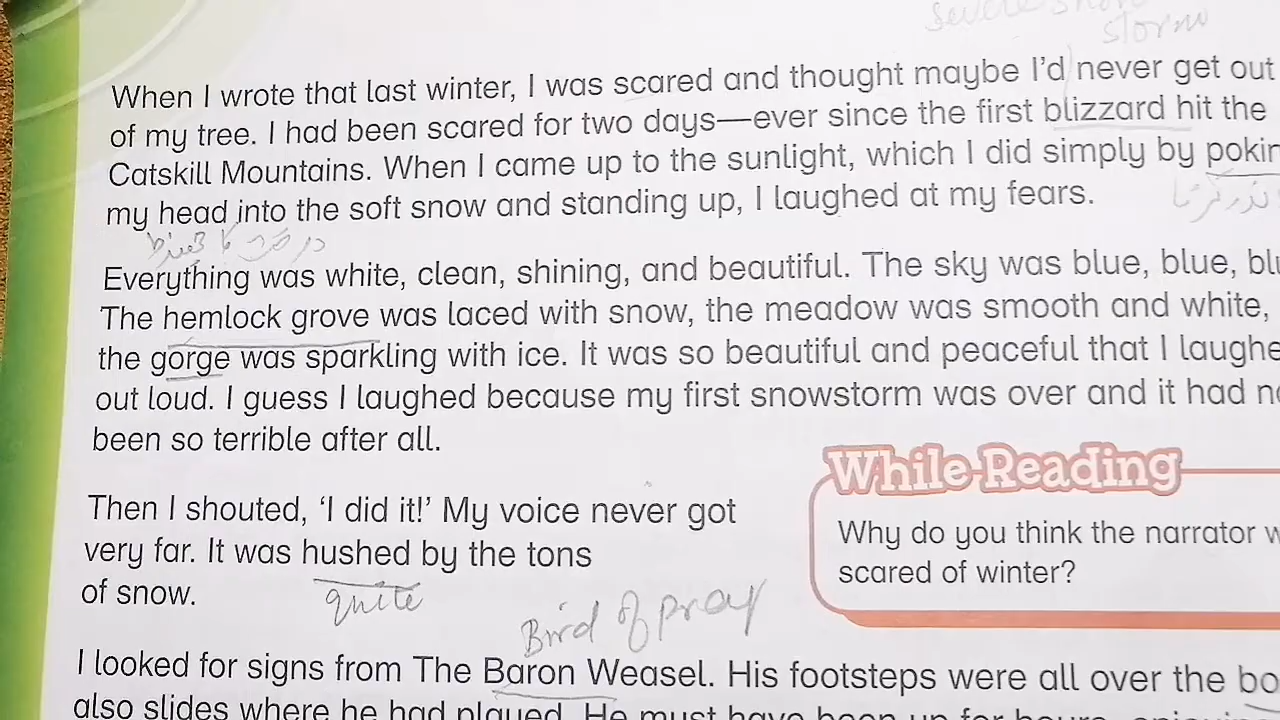 severe snow
storm
When I wrote that last winter, I was scared and thought maybe I'd never get out
of my tree. I had been scared for two days—ever since the first blizzard hit the
Catskill Mountains. When I came up to the sunlight, which I did simply by
my head into the soft snow and standing up, I laughed at my fears.
Everything was white, clean, shining, and beautiful. The sky was blue, blue,
The hemlock grove was laced with snow, the meadow was smooth and white,
the gorge was sparkling with ice. It was so beautiful and peaceful that I
out loud. I guess I laughed because my first snowstorm was over and it had
been so terrible after all.
While-Reading
Why do you think the narrator
scared of winter?
Then I shouted, 'I did it!' My voice never got
very far. It was hushed by the tons
of snow.
quite
Bird of pray
I looked for signs from The Baron Weasel. His footsteps were all over the
also slides where he had played. He must have been up for hours,